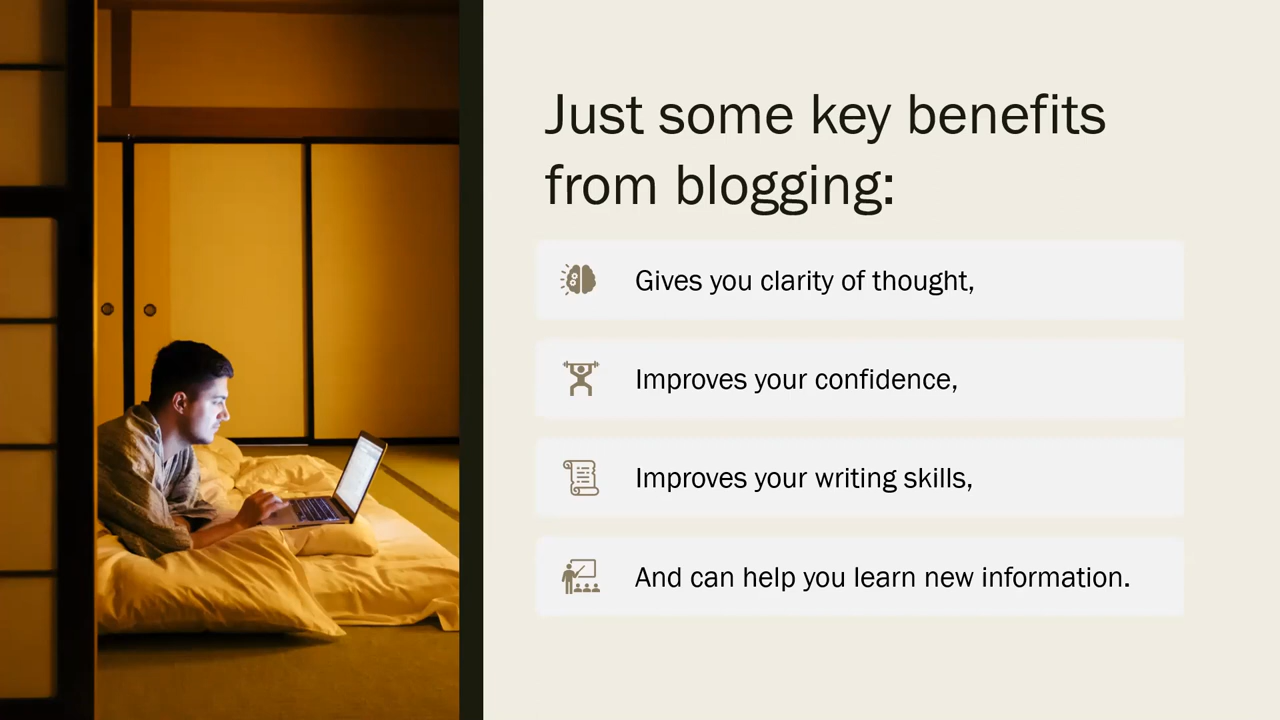 Just some key benefits
from blogging:
Gives you clarity of thought,
Improves your confidence,
Improves your writing skills,
And can help you learn new information.